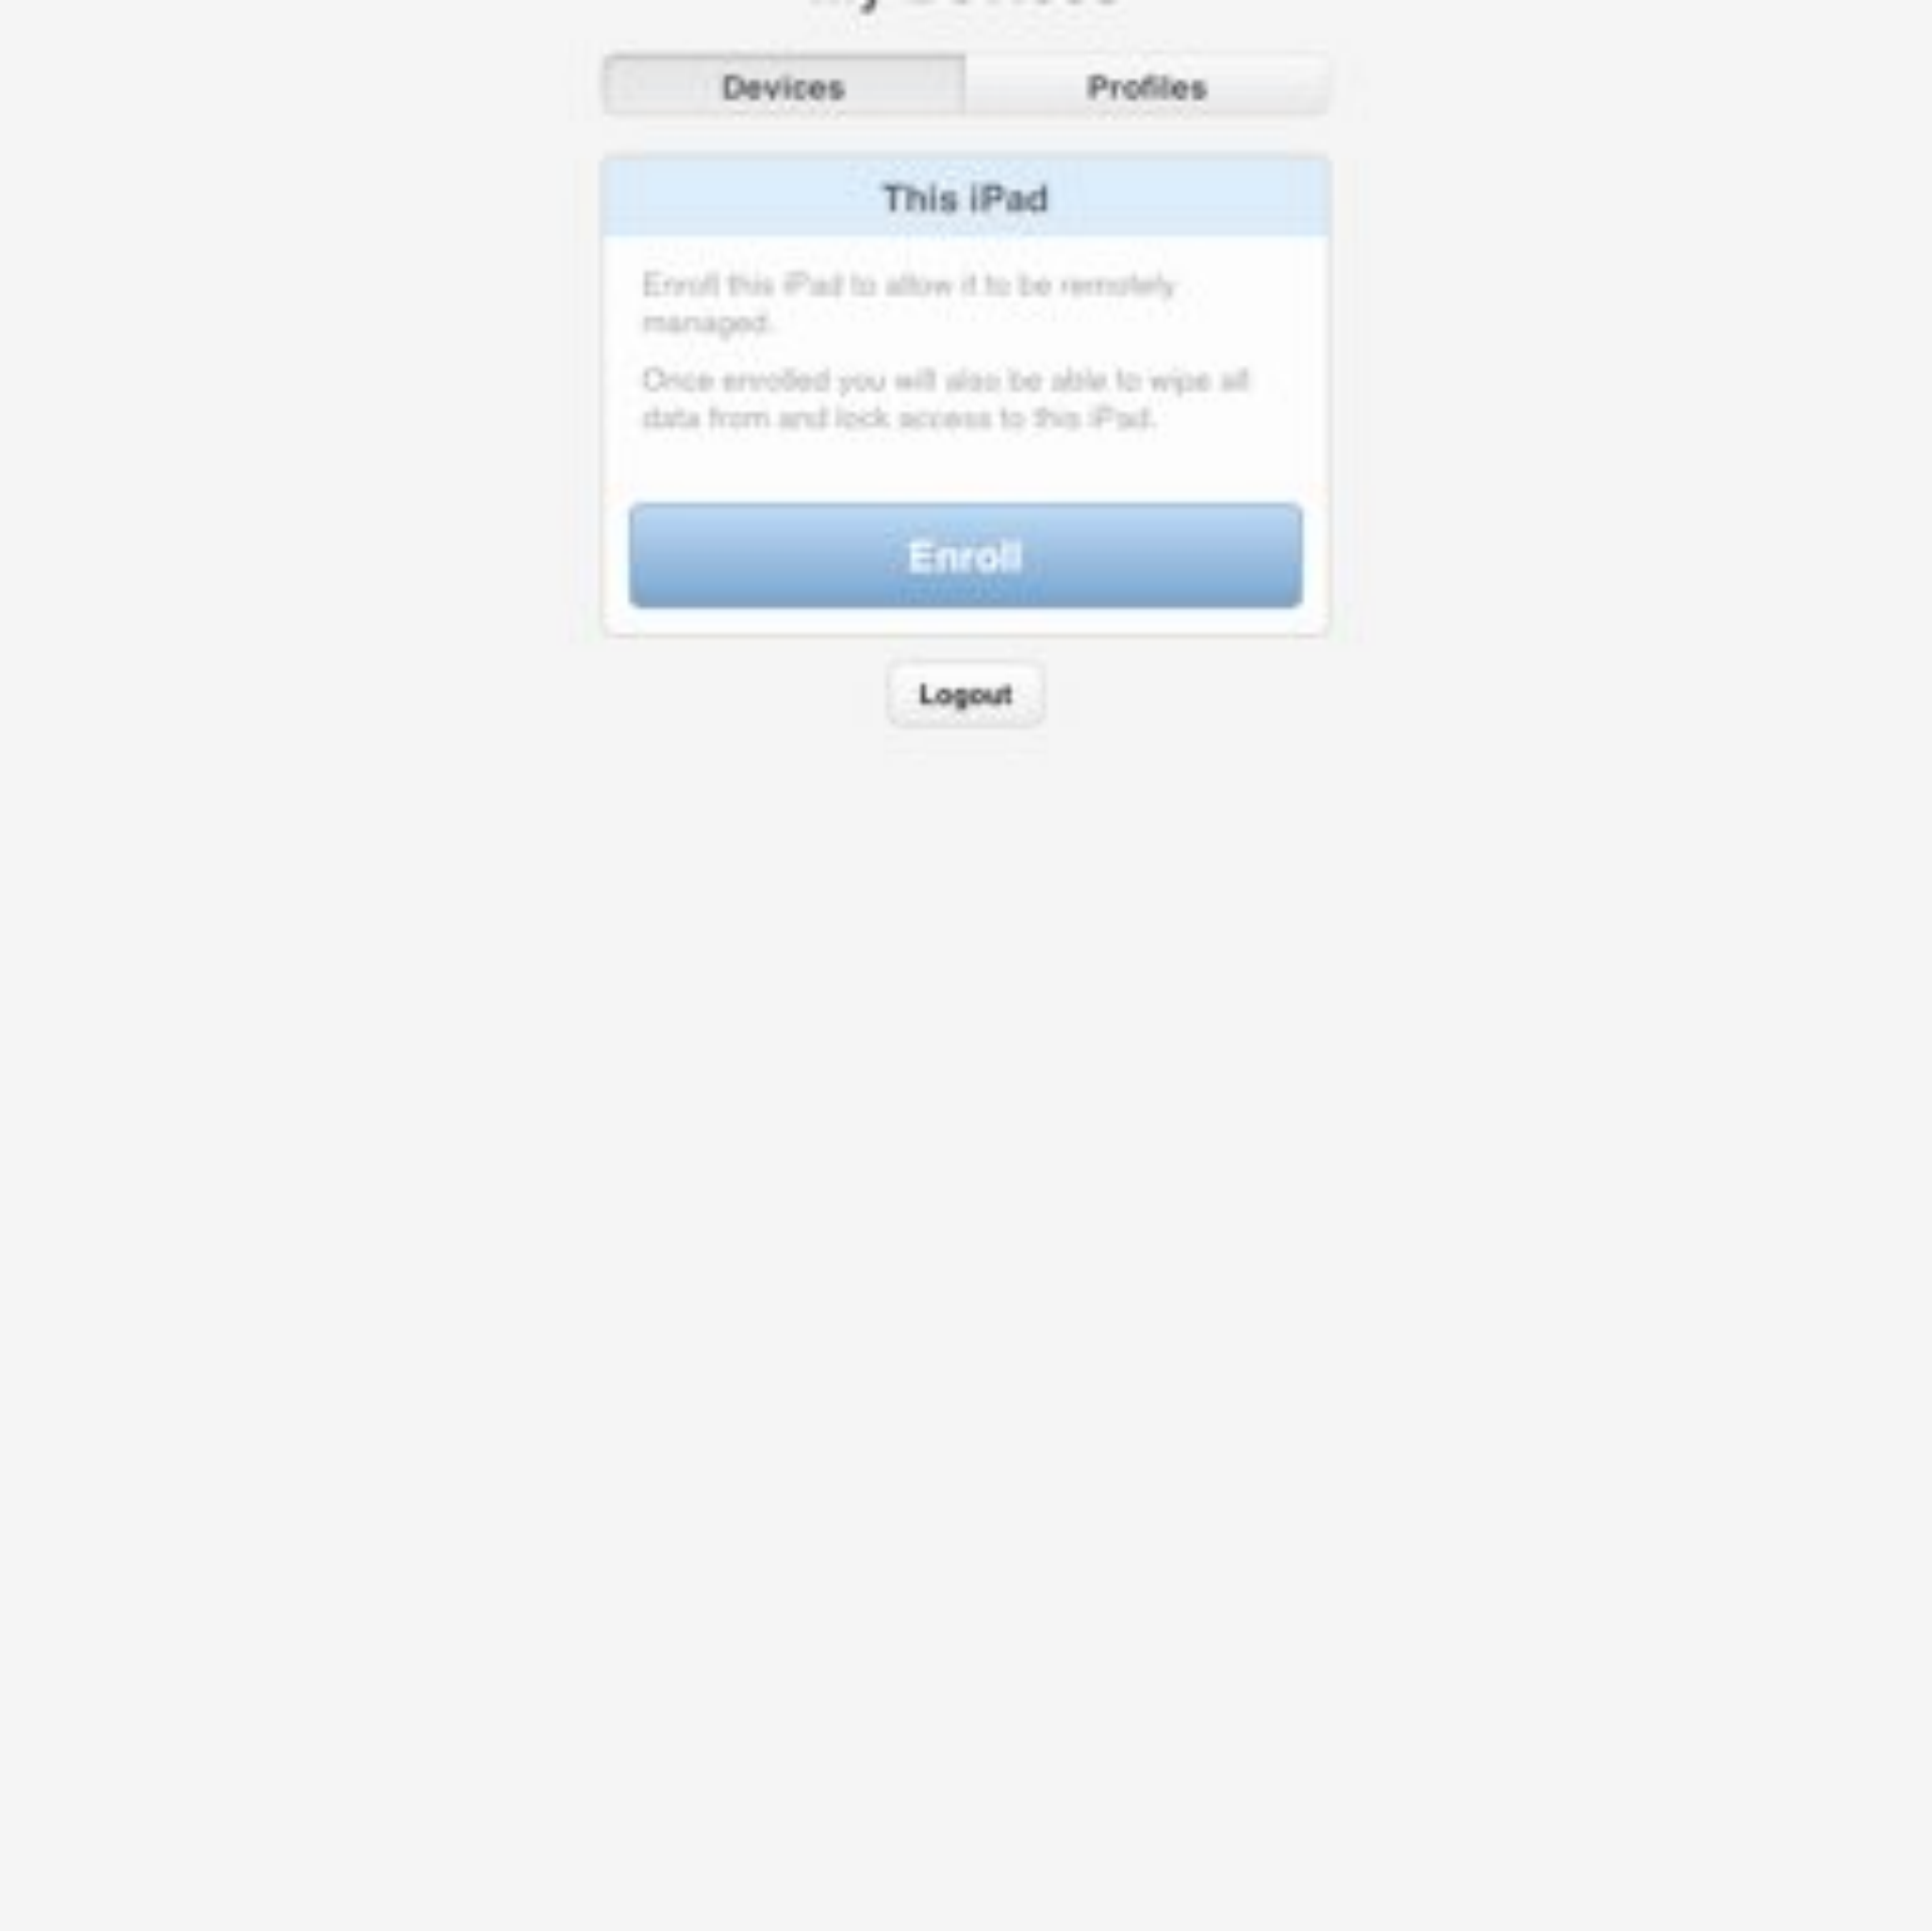 Devices Profiles
This iPad
Enroll this iPad to allow it to be remotely
managed.
Once enrolled you will also be able to wipe all
data from and lock access to this iPad.
Enroll
Logout